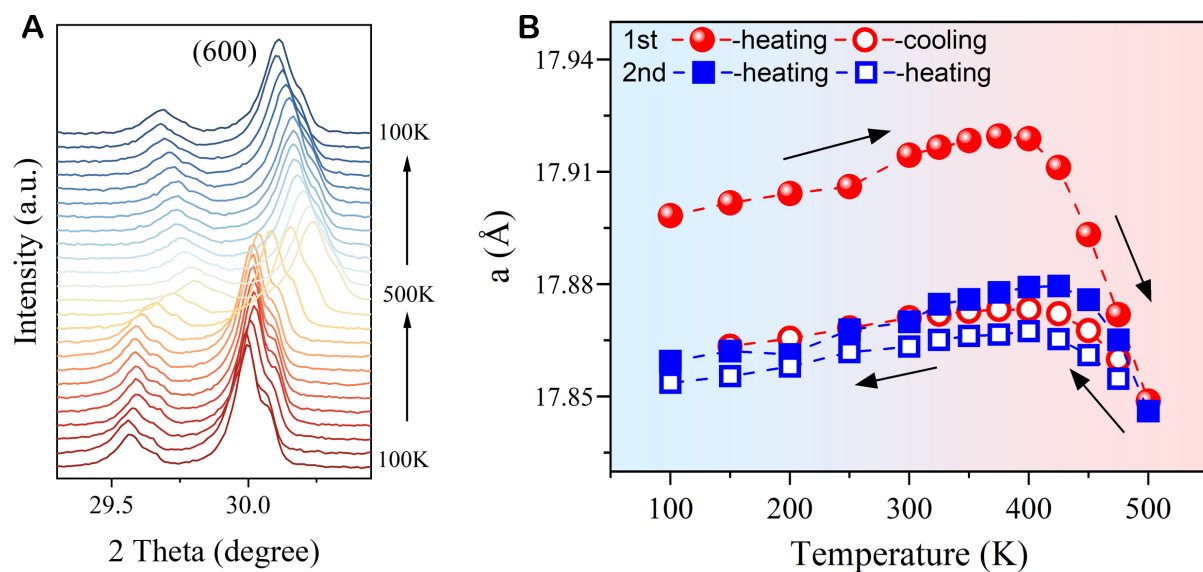 A
(600)
100K
500K
100K
Intensity (a.u.)
29.5 30.0
2 Theta (degree)
B
1st -heating -cooling
2nd -heating -heating
17.94
17.91
17.88
17.85
a (Å)
100 200 300 400 500
Temperature (K)